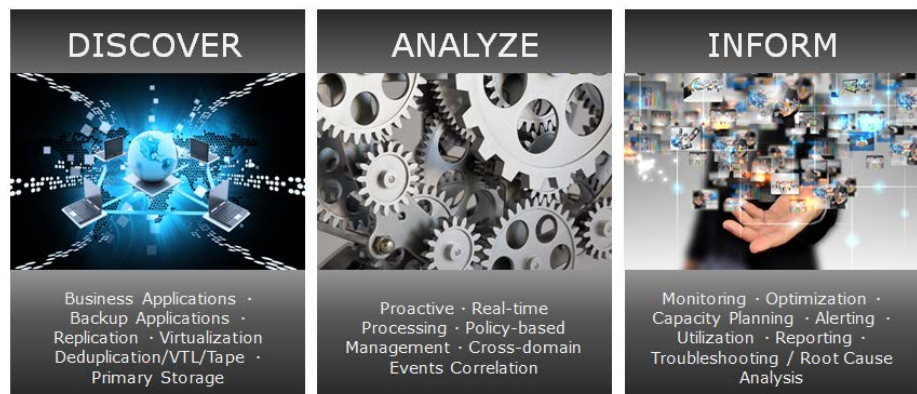 DISCOVER
Business Applications ·
Backup Applications ·
Replication · Virtualization
Deduplication/VTL/Tape ·
Primary Storage
ANALYZE
Proactive · Real-time
Processing · Policy-based
Management · Cross-domain
Events Correlation
INFORM
Monitoring · Optimization ·
Capacity Planning · Alerting ·
Utilization · Reporting ·
Troubleshooting / Root Cause
Analysis